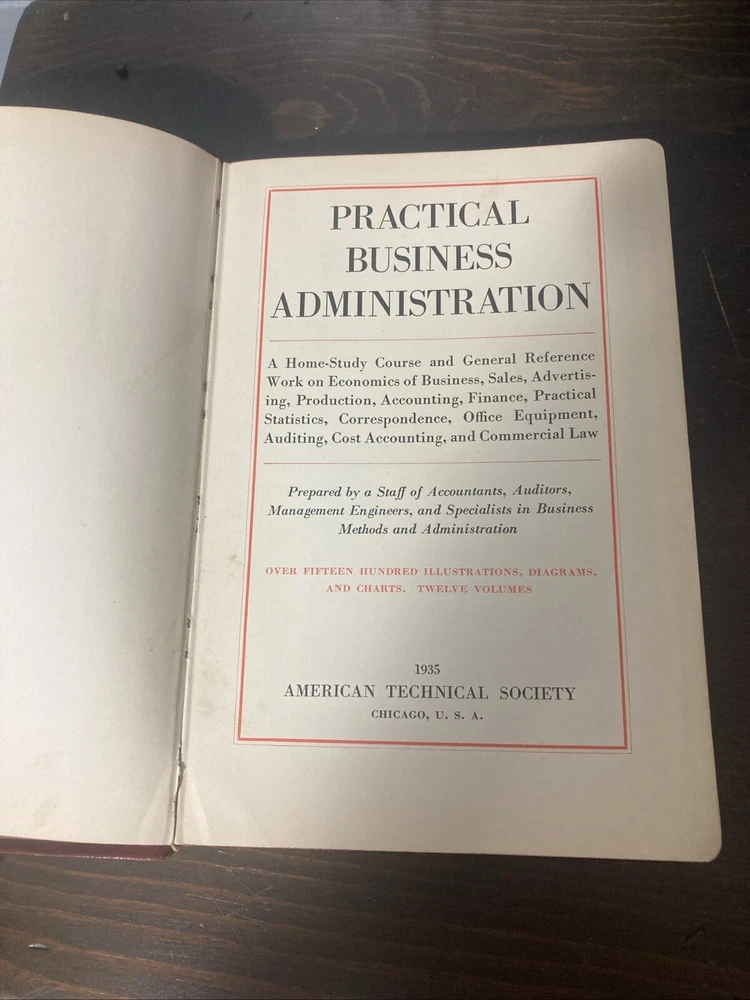 PRACTICAL
BUSINESS
ADMINISTRATION
A Home-Study Course and General Reference
Work on Economics of Business, Sales, Advertis-
ing, Production, Accounting, Finance, Practical
Statistics, Correspondence, Office Equipment,
Auditing, Cost Accounting, and Commercial Law
Prepared by a Staff of Accountants, Auditors,
Management Engineers, and Specialists in Business
Methods and Administration
OVER FIFTEEN HUNDRED ILLUSTRATIONS, DIAGRAMS,
AND CHARTS. TWELVE VOLUMES
1935
AMERICAN TECHNICAL SOCIETY
CHICAGO, U. S. A.